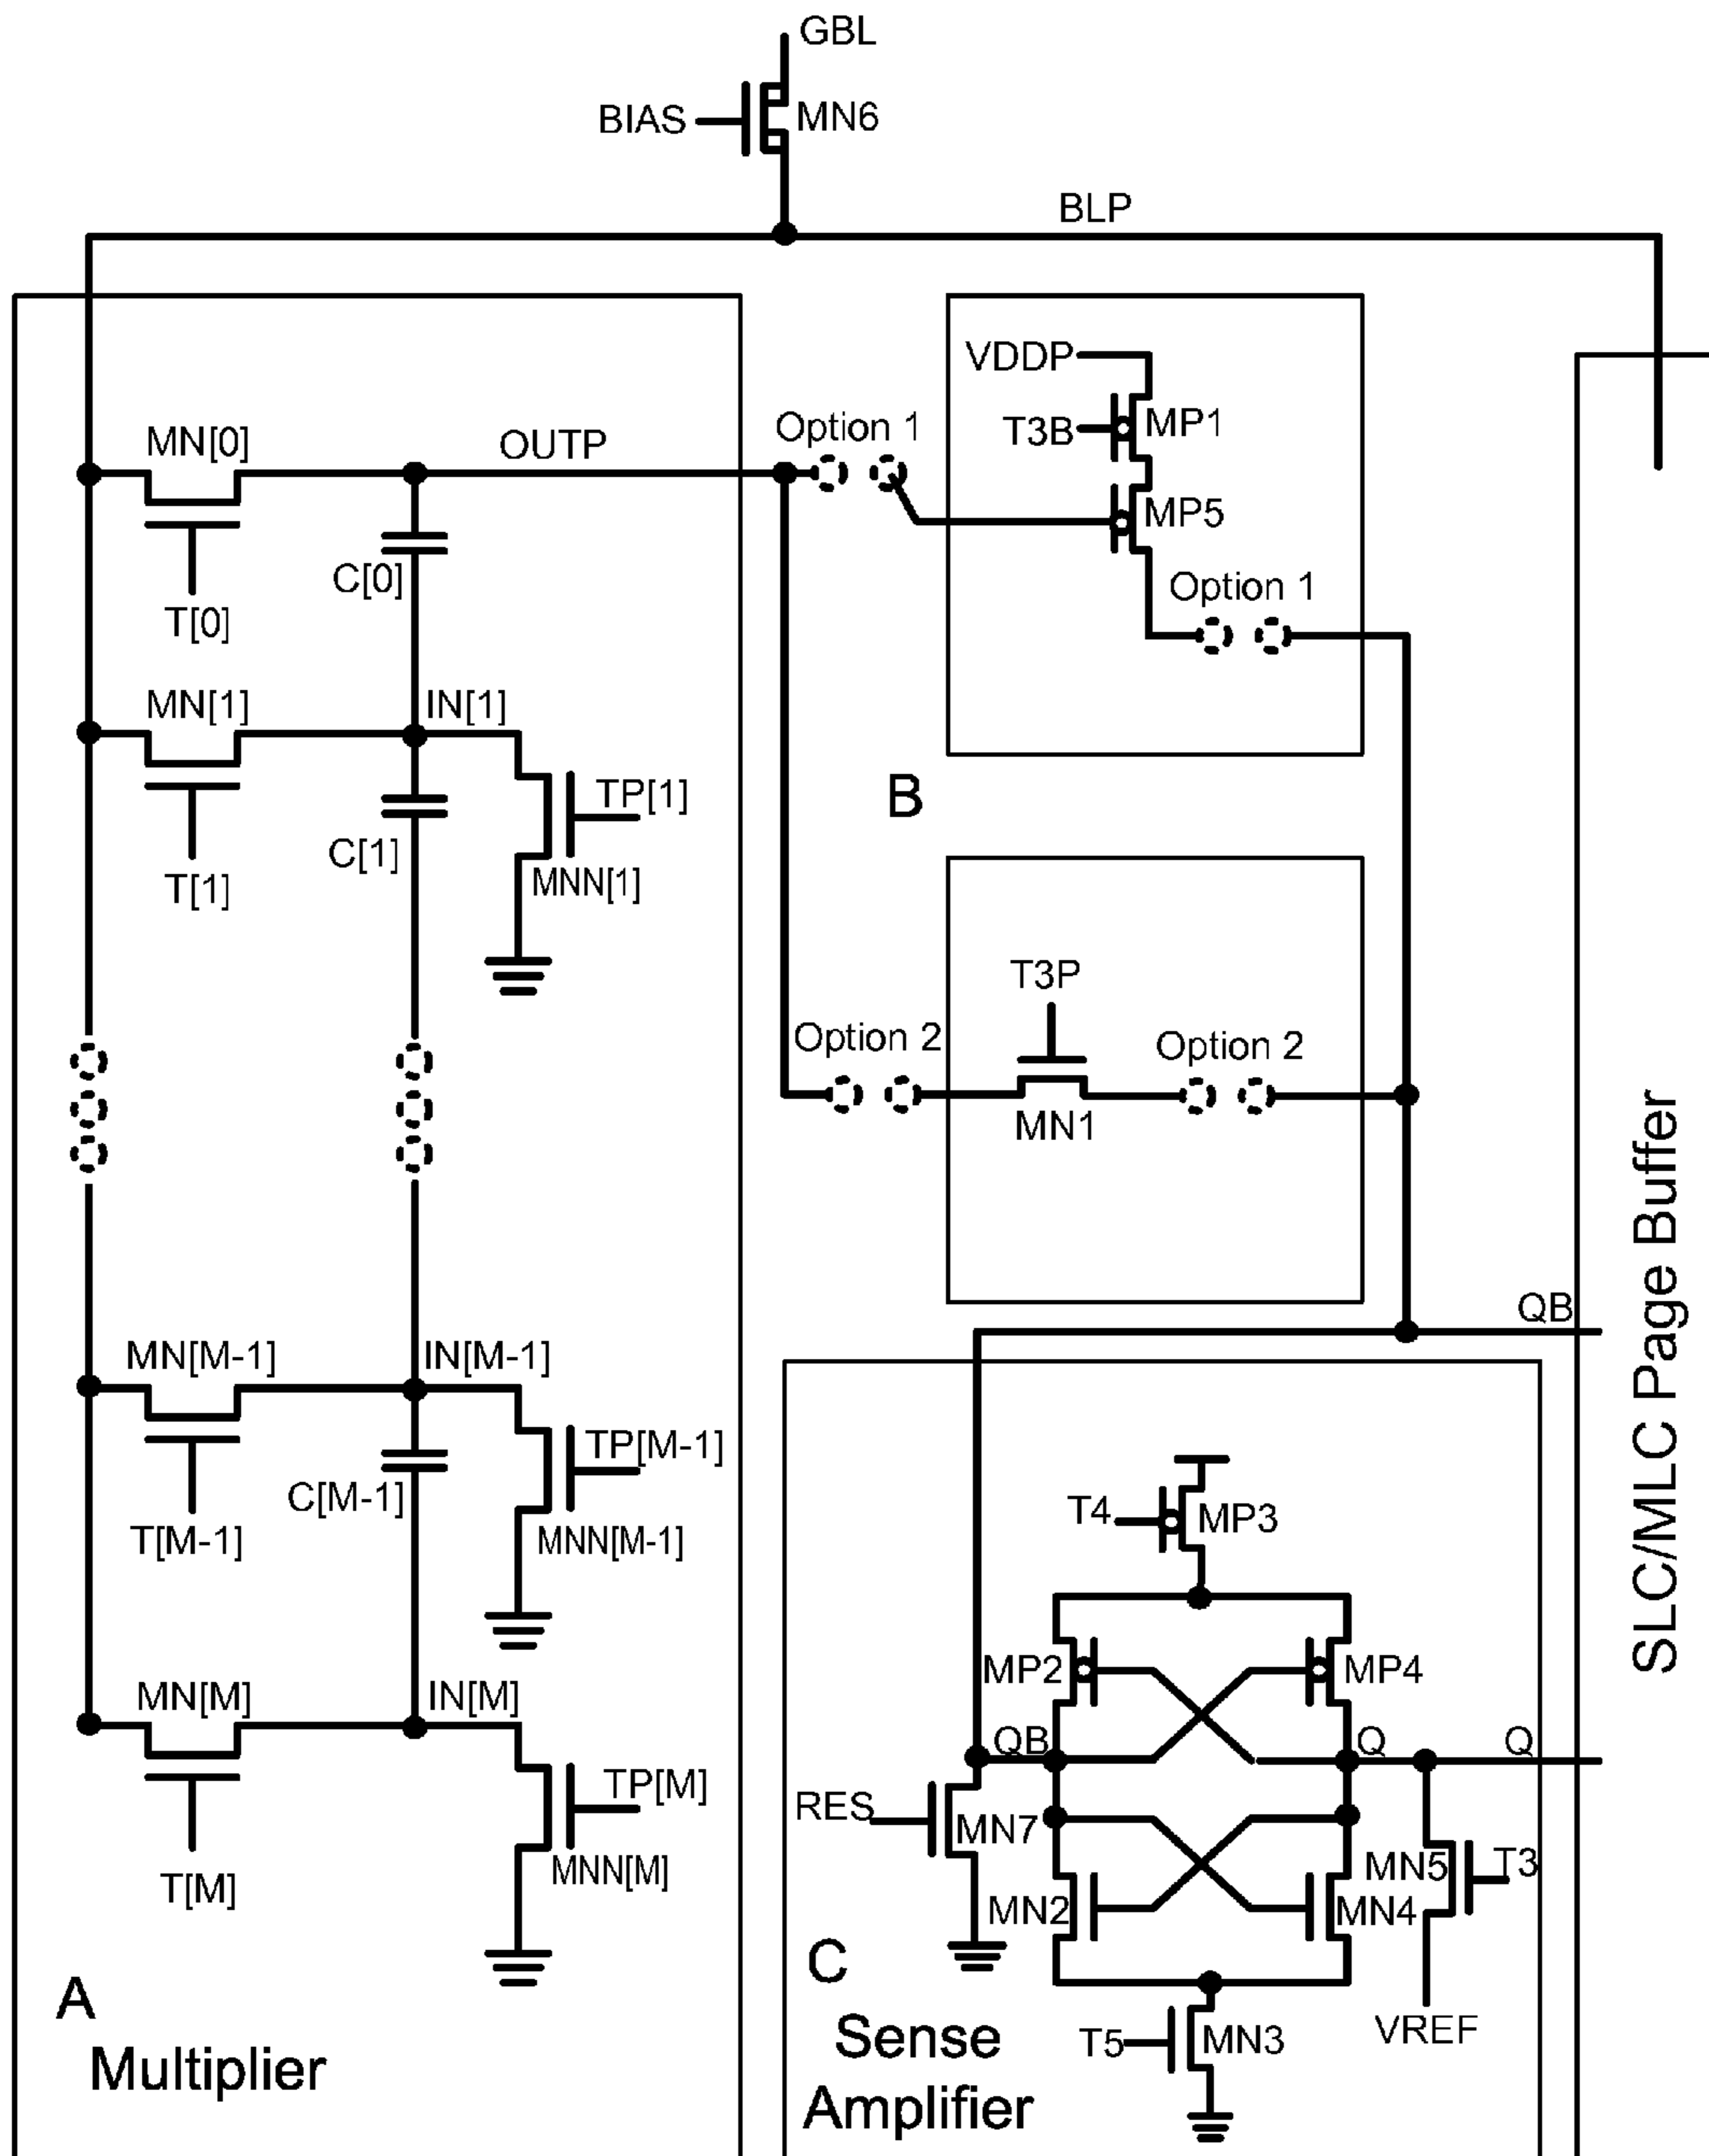 GBL
BIAS
MN6
BLP
VDDP
MN[0]
OUTP
Option 1
T3B
MP1
MP5
C[0]
Option 1
T[0]
MN[1]
IN[1]
TP[1]
B
C[1]
T[1]
MNN[1]
T3P
Option 2
Option 2
MN1
QB
SLC/MLC Page Buffer
MN[M-1]
IN[M-1]
TP[M-1]
C[M-1]
T4
MP3
T[M-1]
MNN[M-1]
MP2
MP4
MN[M]
IN[M]
QB
Q
Q
TP[M]
RES
MN7
MN5
T3
MNN[M]
T[M]
MN2
MN4
C
A
VREF
Sense
T5
MN3
Multiplier
Amplifier